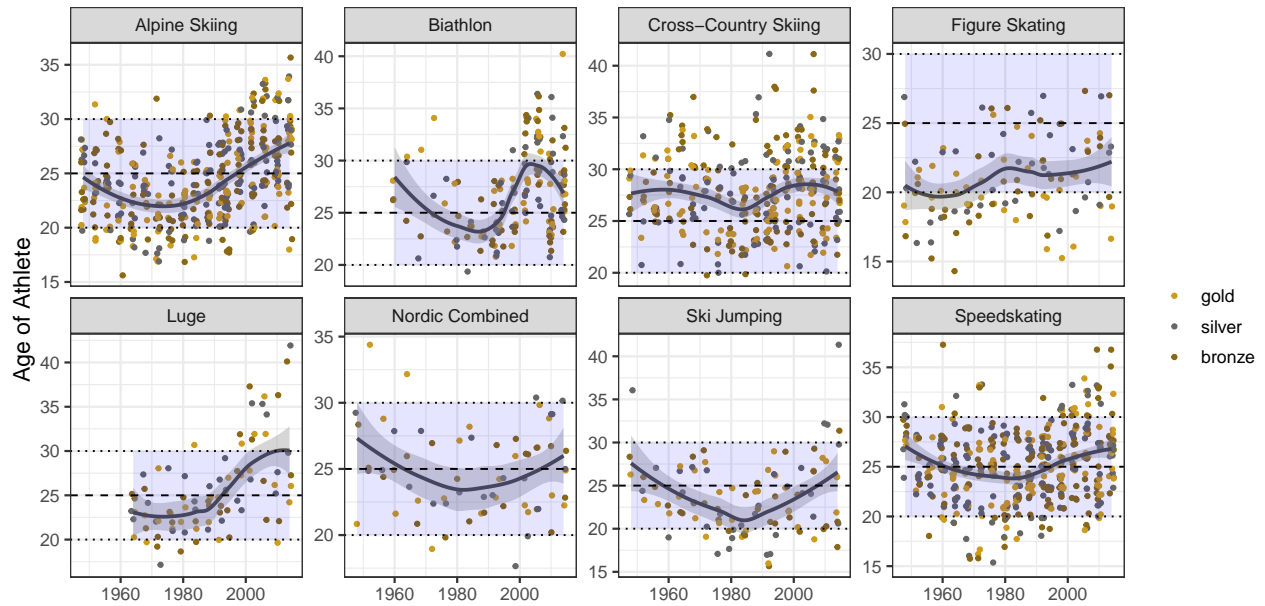 Alpine Skiing
Biathlon
Cross−Country Skiing
Figure Skating
35
30
25
20
15
40
35
30
25
20
40
35
30
25
20
30
25
20
15
Luge
Nordic Combined
Ski Jumping
Speedskating
40
35
30
25
20
35
30
25
20
40
35
30
25
20
15
35
30
25
20
15
1960 1980 2000
1960 1980 2000
1960 1980 2000
1960 1980 2000
Age of Athlete
gold
silver
bronze